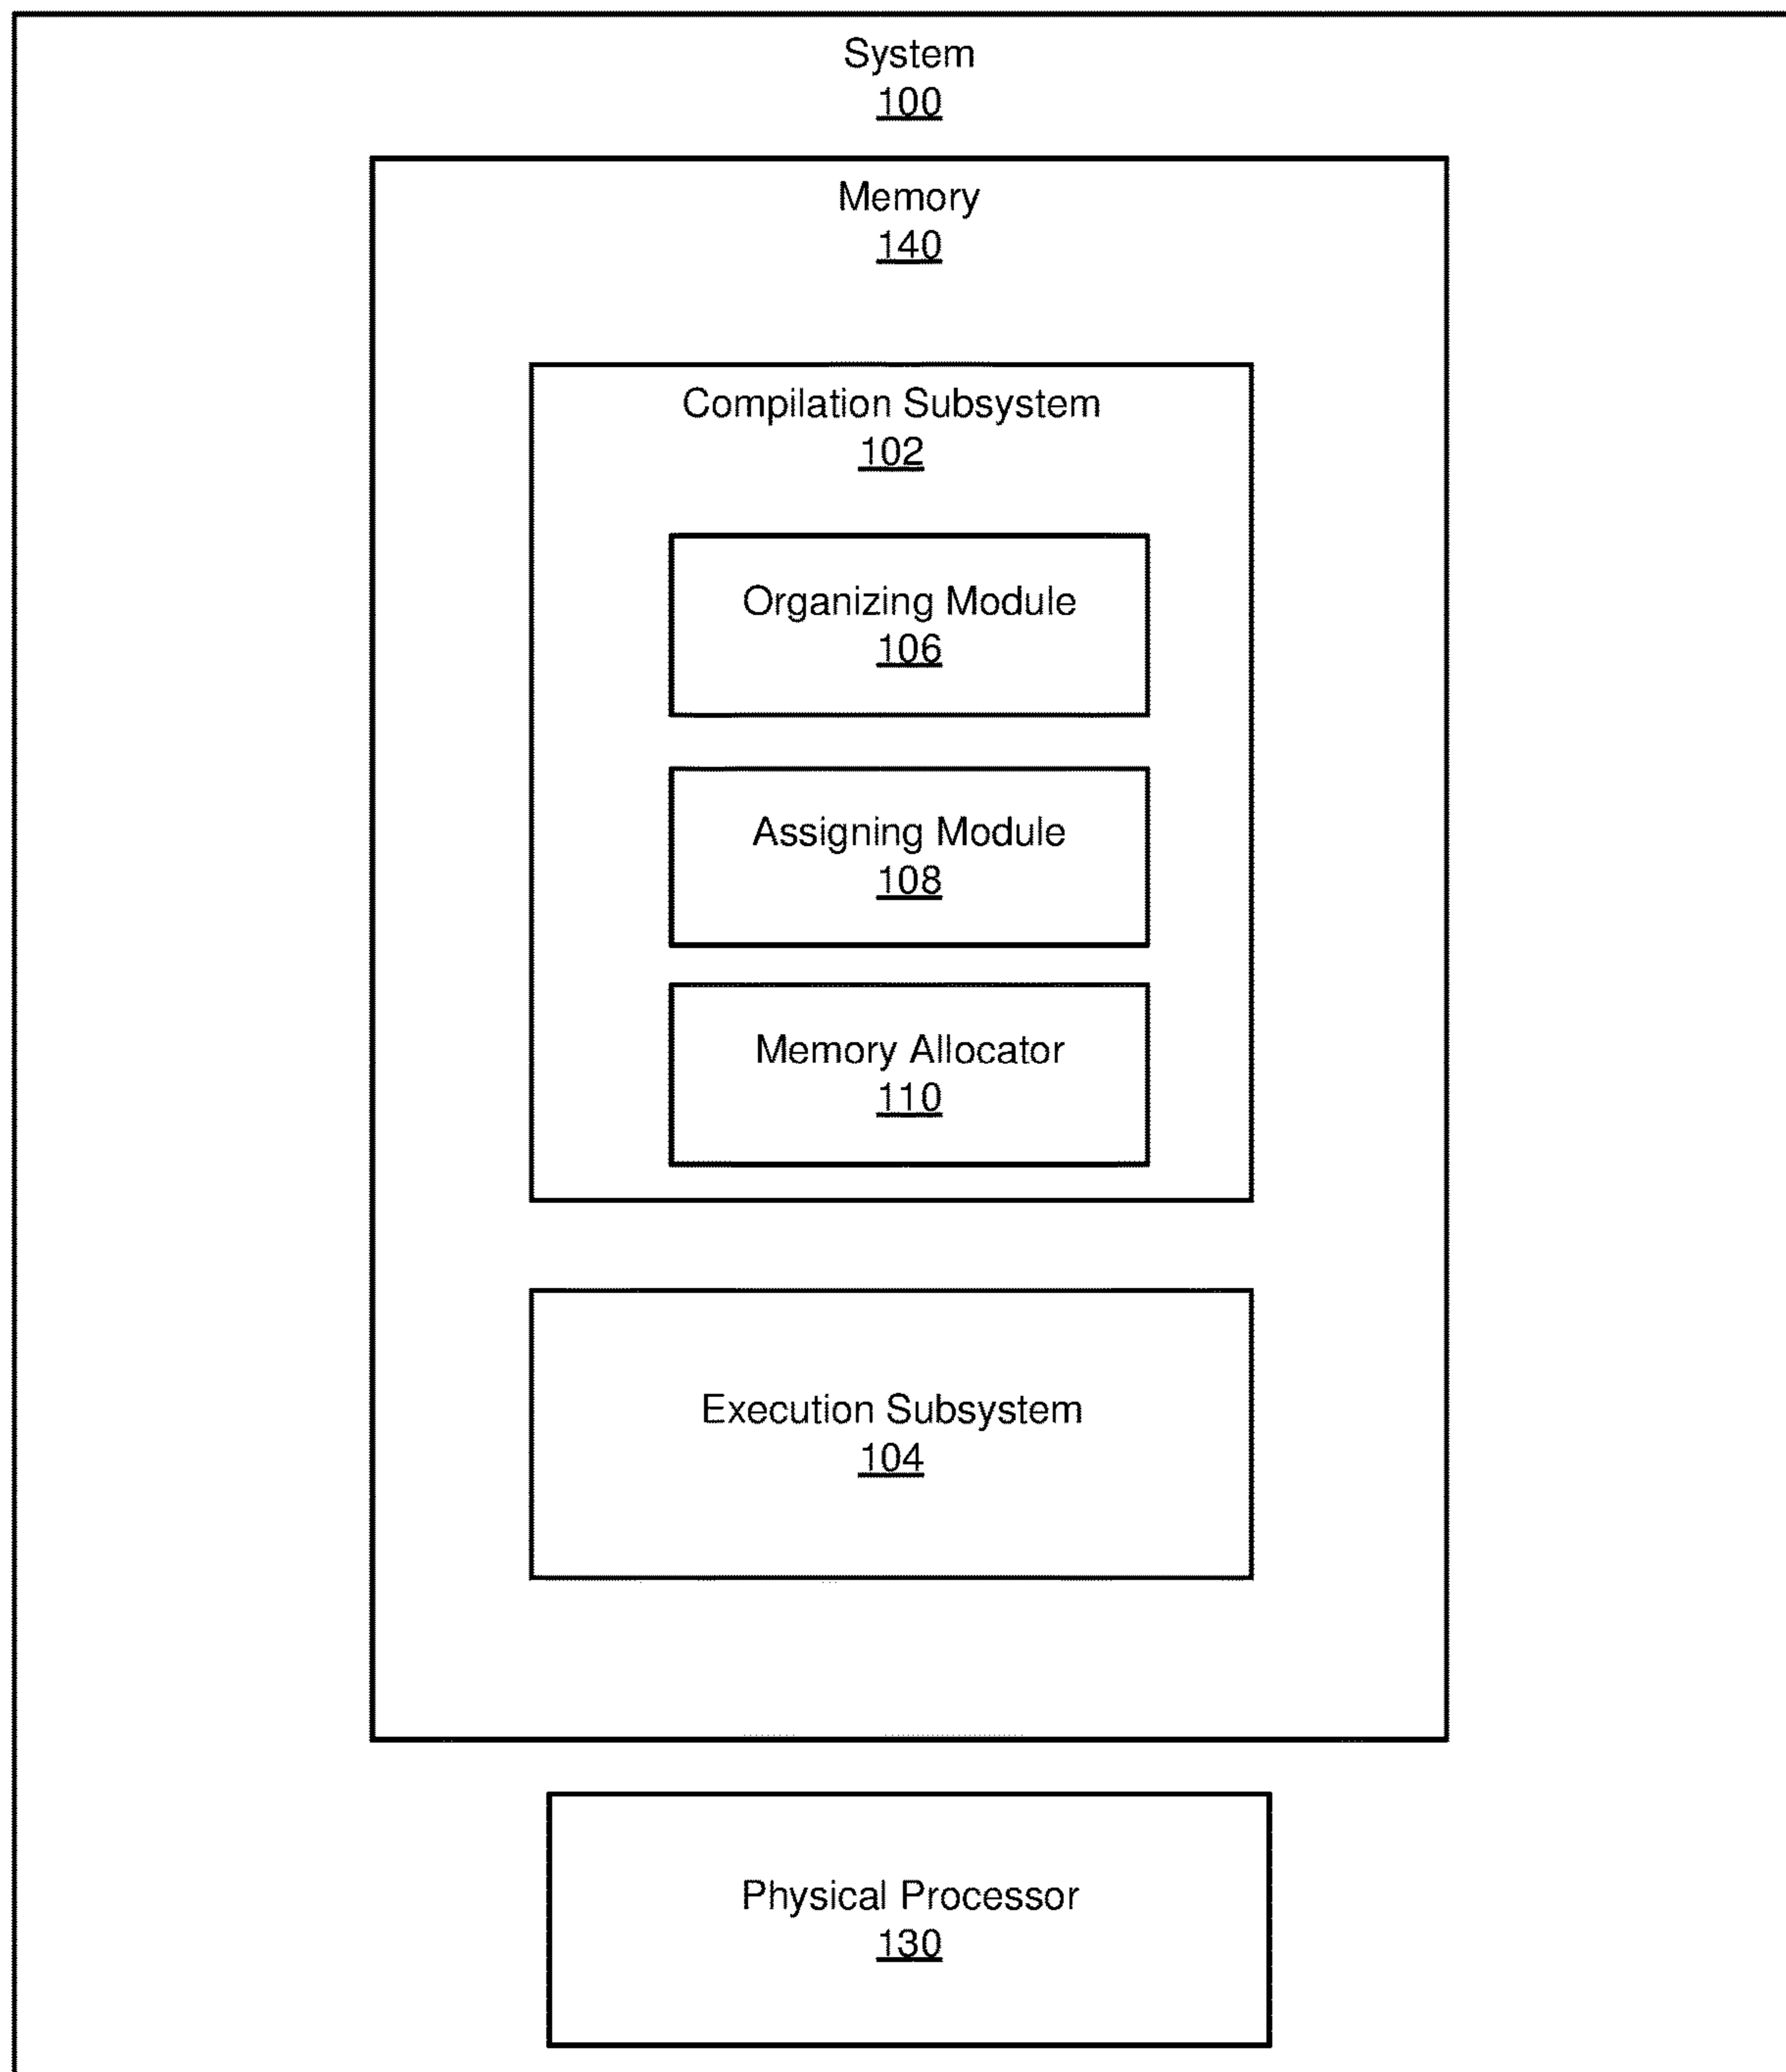 System
100
Memory
140
Compilation Subsystem
102
Organizing Module
106
Assigning Module
108
Memory Allocator
110
Execution Subsystem
104
Physical Processor
130